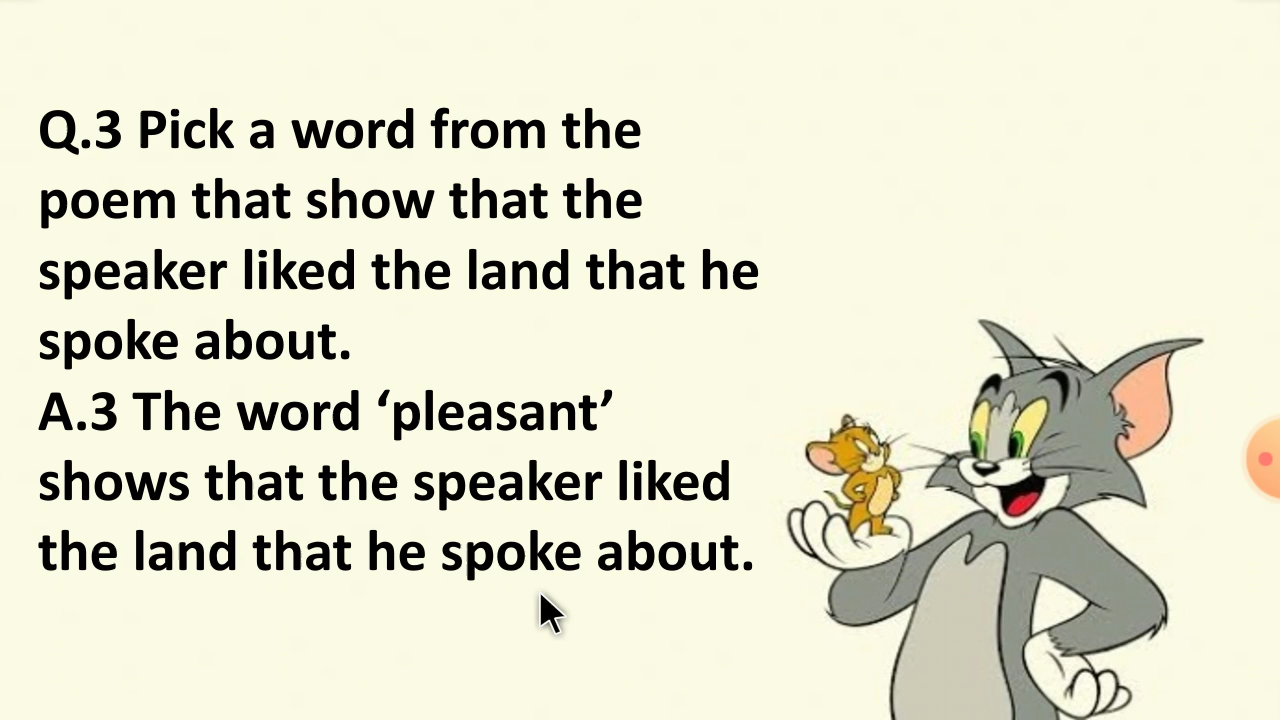 Q.3 Pick a word from the
poem that show that the
speaker liked the land that he
spoke about.
A.3 The word ‘pleasant’
shows that the speaker liked
the land that he spoke about.